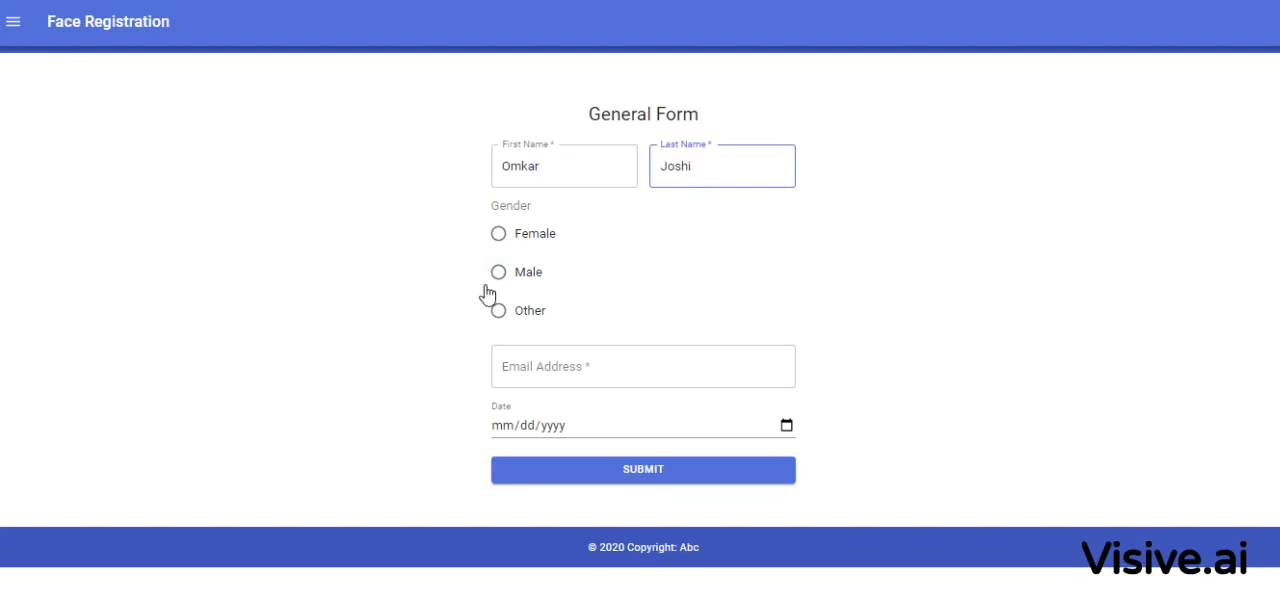 Face Registration
General Form
First Name *
Last Name *
Omkar
Joshi
Gender
Female
Male
Other
Email Address *
Date
mm/dd/yyyy
SUBMIT
© 2020 Copyright: Abc
Visive.ai